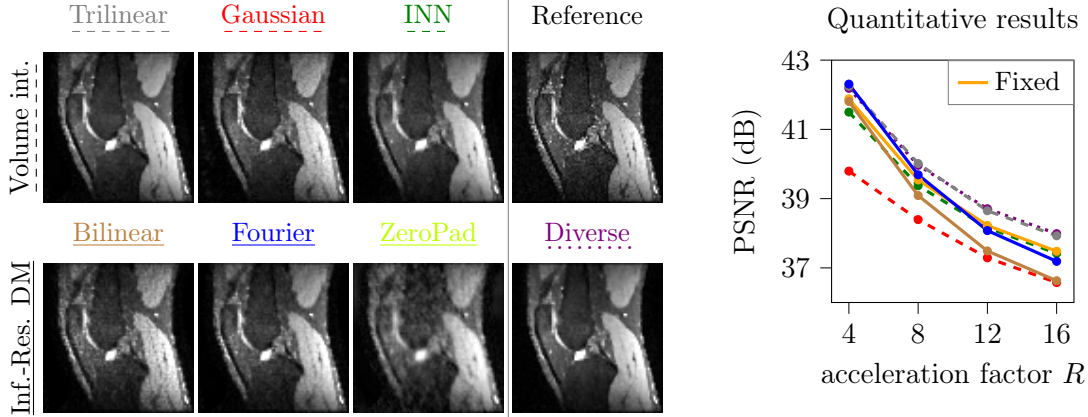 Trilinear Gaussian INN Reference
Volume int.
Bilinear Fourier ZeroPad Diverse
Inf.-Res. DM
Quantitative results
Fixed
PSNR (dB)
43
41
39
37
4 8 12 16
acceleration factor R